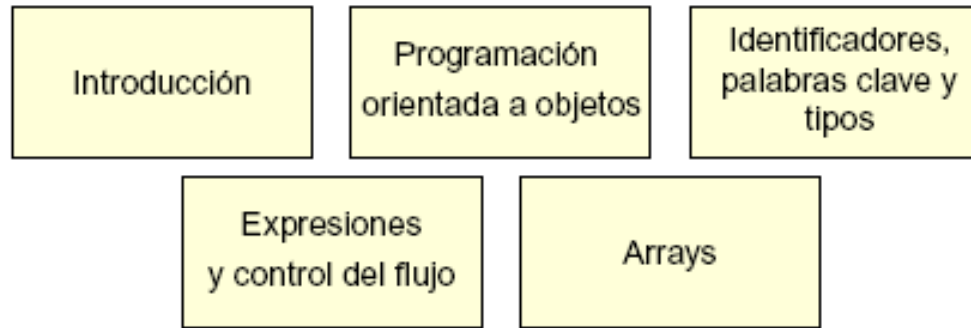 Introducción
Programación
orientada a objetos
Identificadores,
palabras clave y
tipos
Expresiones
y control del flujo
Arrays